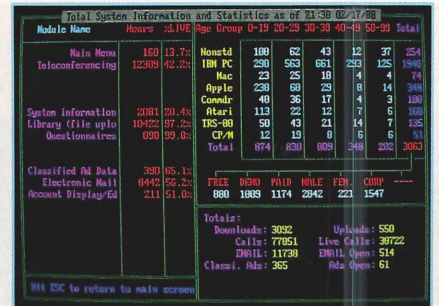 Total System Information and Statistics as of 21:38 02/17/88
Module Name Hours %LIVE Age Group 0-19 20-29 30-39 40-49 50-99 Total
Main Menu 160 13.7%
Teleconferencing 12309 42.2%
System Information 2081 20.4%
Library (file uplo 10422 97.2%
Questionnaires 090 99.0%
Classified Ad Data 390 65.1%
Electronic Mail 8442 56.2%
Account Display/Ed 211 51.0%
Nonstd 100 62 43 12 37 254
IBM PC 290 563 661 293 125
Mac 23 25 18 4 4 74
Apple 230 60 29 0 14
Commdr 40 36 17 4 3 100
Atari 113 22 12 7 6 160
TRS-80 50 43 21 14 7 135
CP/M 12 19 8 6 6 51
Total 874 830 809 348 202 3063
FREE DEMO PAID MALE FEM. CORP ----
880 1009 1174 2842 221 1547
Totals:
Downloads: 3092 Uploads: 550
Calls: 77051 Live Calls: 30722
EMAIL: 11738 EMAIL Open: 514
Classi. Ads: 365 Ads Open: 61
Hit ESC to return to main screen